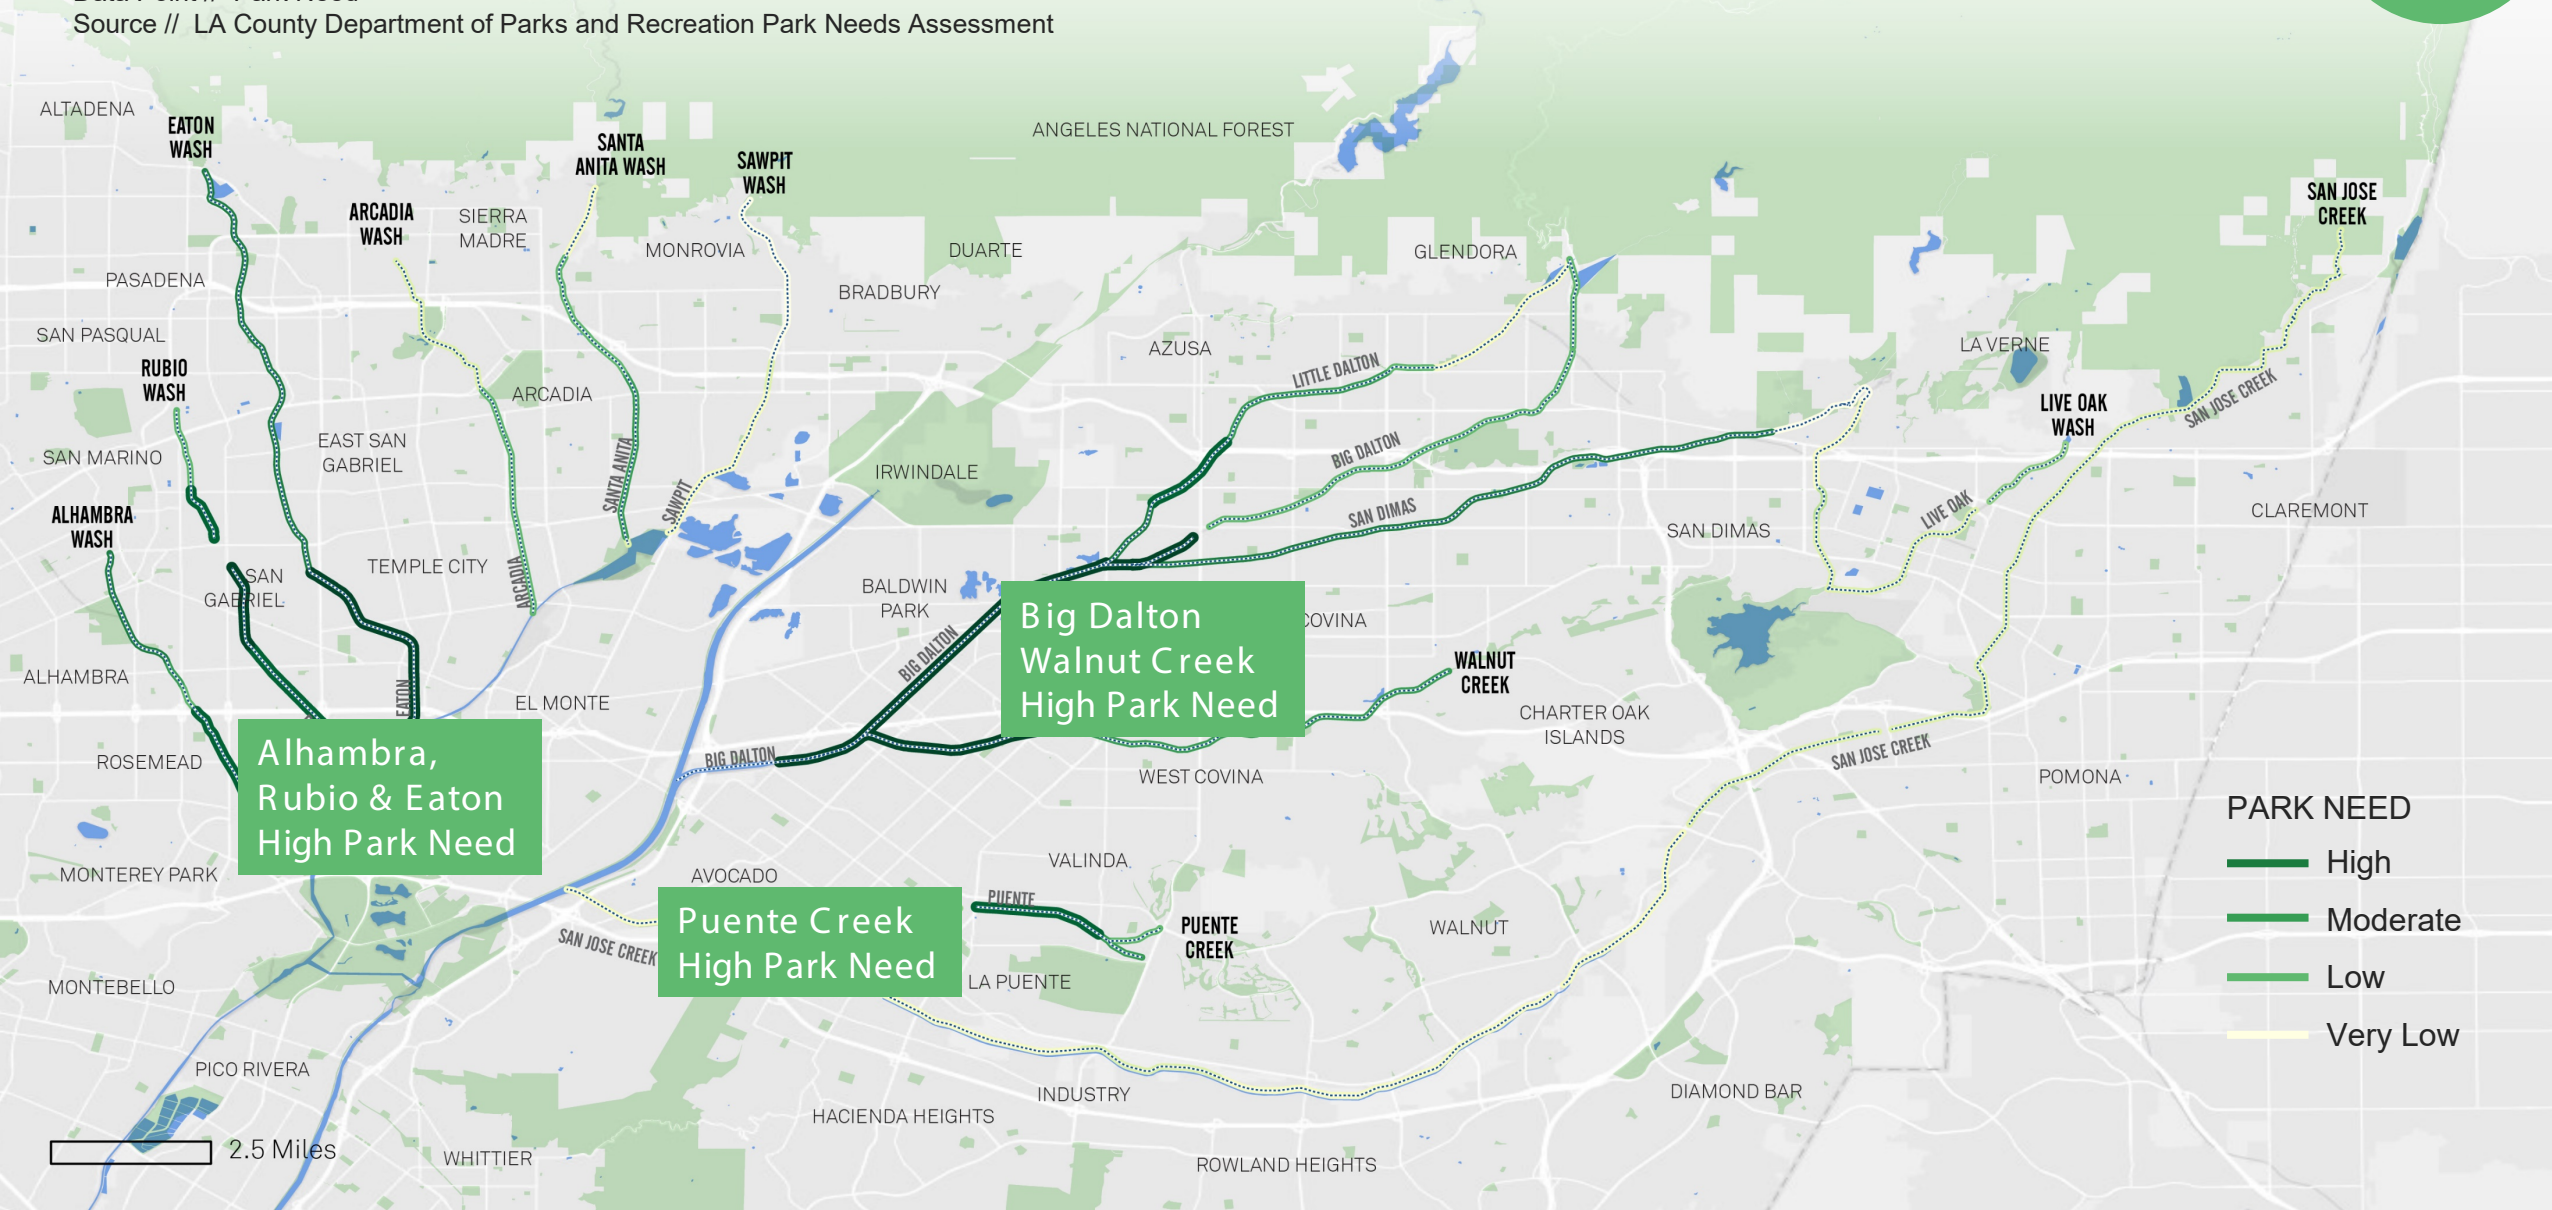 Source // LA County Department of Parks and Recreation Park Needs Assessment
ALTADENA
EATON
WASH
SANTA
ANITA WASH
SAWPIT
WASH
ANGELES NATIONAL FOREST
SAN JOSE
CREEK
ARCADIA
WASH
SIERRA
MADRE
MONROVIA
DUARTE
GLENDORA
PASADENA
BRADBURY
SAN PASQUAL
AZUSA
LA VERNE
RUBIO
WASH
LITTLE DALTON
ARCADIA
LIVE OAK
WASH
SAN JOSE CREEK
EAST SAN
GABRIEL
SAN MARINO
SANTA ANITA
SAWPIT
IRWINDALE
BIG DALTON
SAN DIMAS
LIVE OAK
CLAREMONT
ALHAMBRA
WASH
SAN DIMAS
TEMPLE CITY
ARCADIA
SAN
GABRIEL
BALDWIN
PARK
BIG DALTON
Big Dalton
Walnut Creek
High Park Need
COVINA
WALNUT
CREEK
ALHAMBRA
EATON
EL MONTE
CHARTER OAK
ISLANDS
SAN JOSE CREEK
ROSEMEAD
Alhambra,
Rubio & Eaton
High Park Need
BIG DALTON
WEST COVINA
POMONA
PARK NEED
High
Moderate
Low
Very Low
MONTEREY PARK
AVOCADO
VALINDA
PUENTE
Puente Creek
High Park Need
PUENTE
CREEK
WALNUT
SAN JOSE CREEK
LA PUENTE
MONTEBELLO
PICO RIVERA
INDUSTRY
DIAMOND BAR
HACIENDA HEIGHTS
2.5 Miles
WHITTIER
ROWLAND HEIGHTS